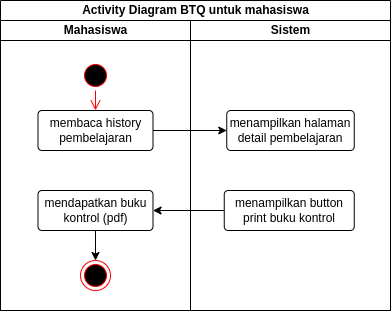 Activity Diagram BTQ untuk mahasiswa
Mahasiswa
Sistem
membaca history
pembelajaran
menampilkan halaman
detail pembelajaran
mendapatkan buku
kontrol (pdf)
menampilkan button
print buku kontrol